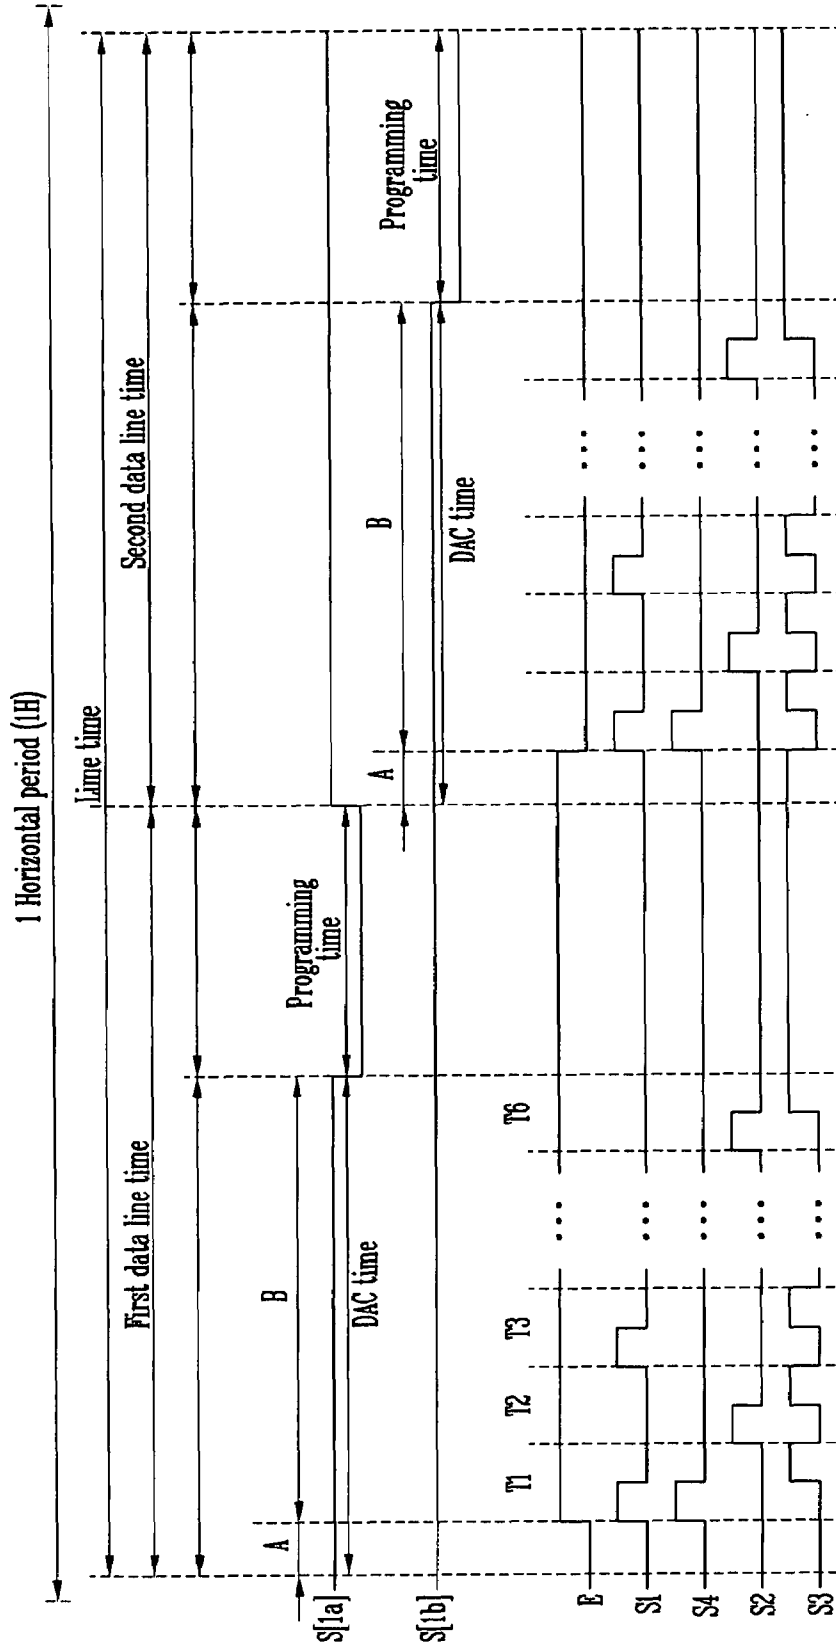 1 Horizontal period (1H)
Lime time
First data line time
Second data line time
A
B
DAC time
Programming
time
A
B
DAC time
Programming
time
S[1a]
S[1b]
T1
T2
T3
T6
E
...
...
S1
...
...
S4
...
...
S2
...
...
S3
...
...